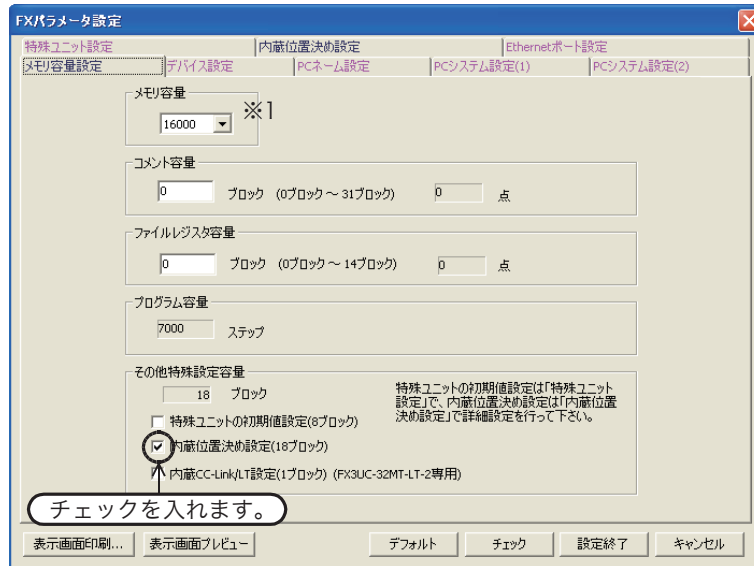 FXパラメータ設定
特殊ユニット設定 内蔵位置決め設定 Ethernetポート設定
メモリ容量設定 デバイス設定 PCネーム設定 PCシステム設定(1) PCシステム設定(2)
メモリ容量
16000 ※1
コメント容量
0 ブロック (0ブロック ～ 31ブロック) 0 点
ファイルレジスタ容量
0 ブロック (0ブロック ～ 14ブロック) 0 点
プログラム容量
7000 ステップ
その他特殊設定容量
18 ブロック
特殊ユニットの初期値設定は「特殊ユニット
設定」で、内蔵位置決め設定は「内蔵位置
決め設定」で詳細設定を行って下さい。
特殊ユニットの初期値設定(8ブロック)
内蔵位置決め設定(18ブロック)
内蔵CC-Link/LT設定(1ブロック) (FX3UC-32MT-LT-2専用)
チェックを入れます。
表示画面印刷... 表示画面プレビュー デフォルト チェック 設定終了 キャンセル